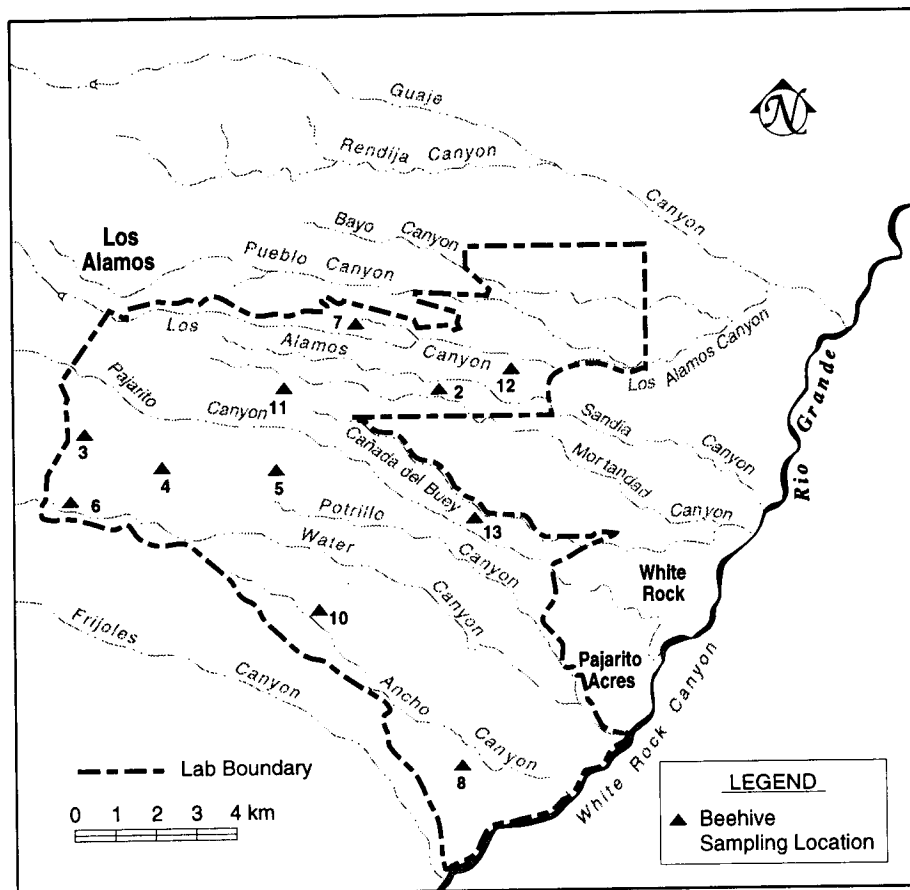 Guaje
Canyon
N
Rendija Canyon
Bayo Canyon
Los
Alamos
Pueblo Canyon
7
Los
Alamos
Canyon
12
Los Alamos Canyon
Rio Grande
Pajarito
Canyon
11
2
Sandia
Canyon
3
Cañada del Buey
Mortandad
Canyon
4
5
6
Potrillo
Canyon
13
Water
Canyon
White
Rock
10
Frijoles
Canyon
Pajarito
Acres
Ancho
Canyon
White Rock Canyon
8
Lab Boundary
0 1 2 3 4 km
LEGEND
Beehive
Sampling Location